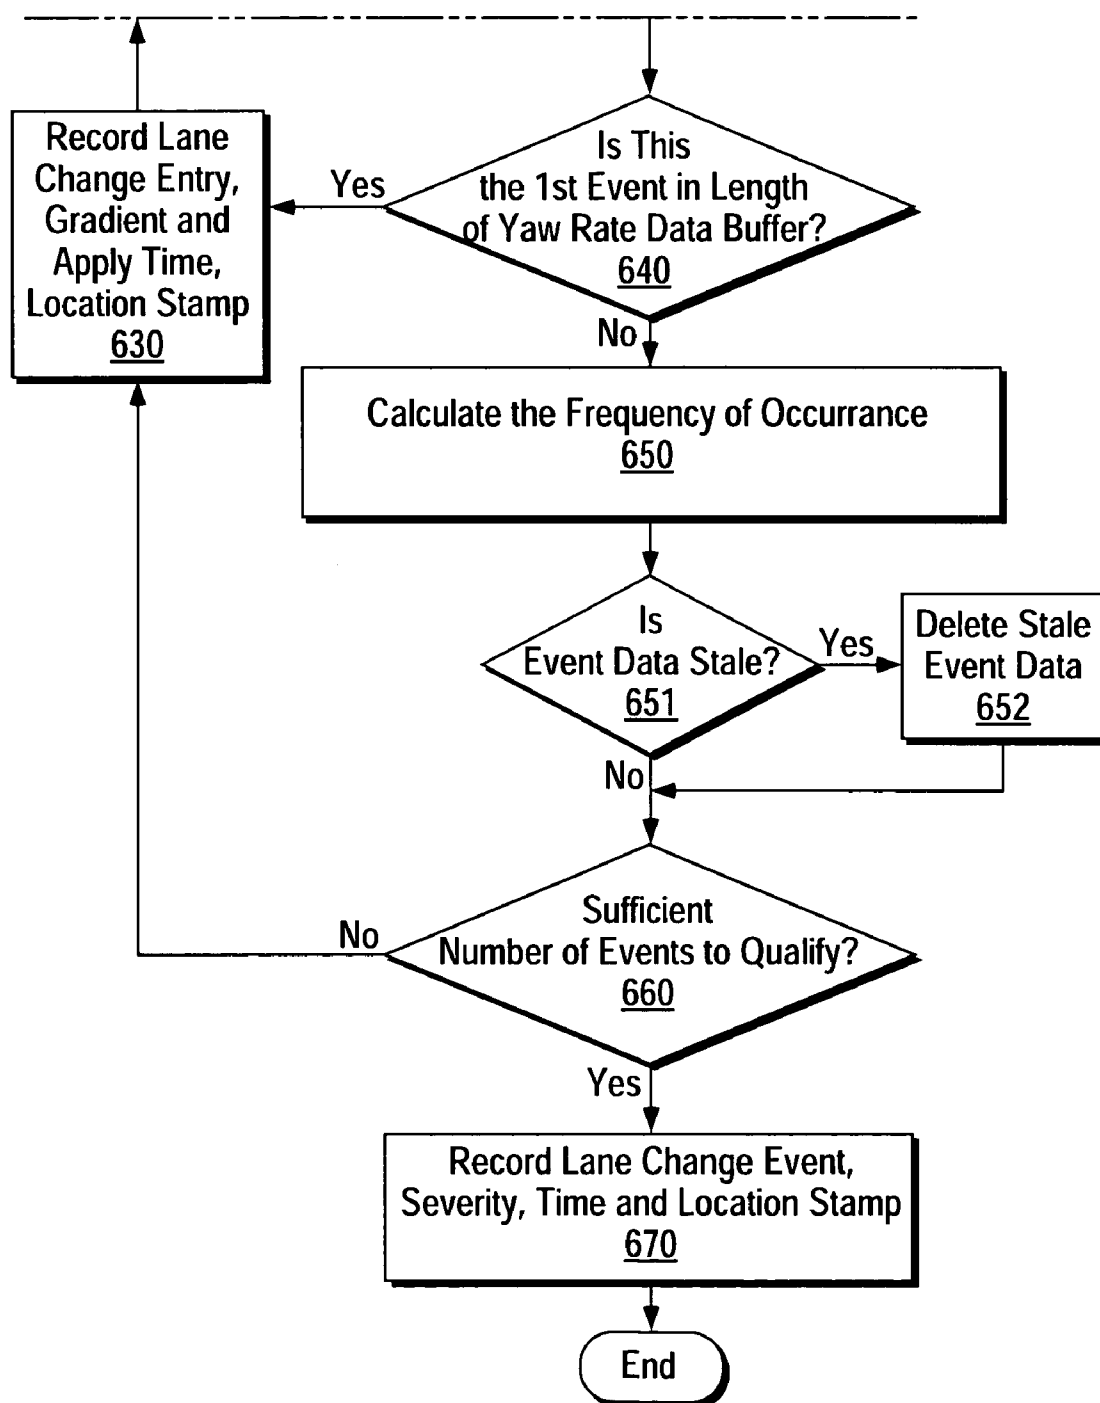 Record Lane
Change Entry,
Gradient and
Apply Time,
Location Stamp
630
Yes
Is This
the 1st Event in Length
of Yaw Rate Data Buffer?
640
No
Calculate the Frequency of Occurrance
650
Is
Event Data Stale?
651
Yes
Delete Stale
Event Data
652
No
Sufficient
Number of Events to Qualify?
660
No
Yes
Record Lane Change Event,
Severity, Time and Location Stamp
670
End